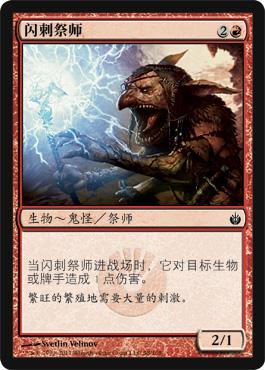 闪刺祭师 2
生物～鬼怪／祭师
当闪刺祭师进战场时，它对目标生物
或牌手造成1点伤害。
繁旺的繁殖地需要大量的刺激。
Svetlin Velinov
2/1